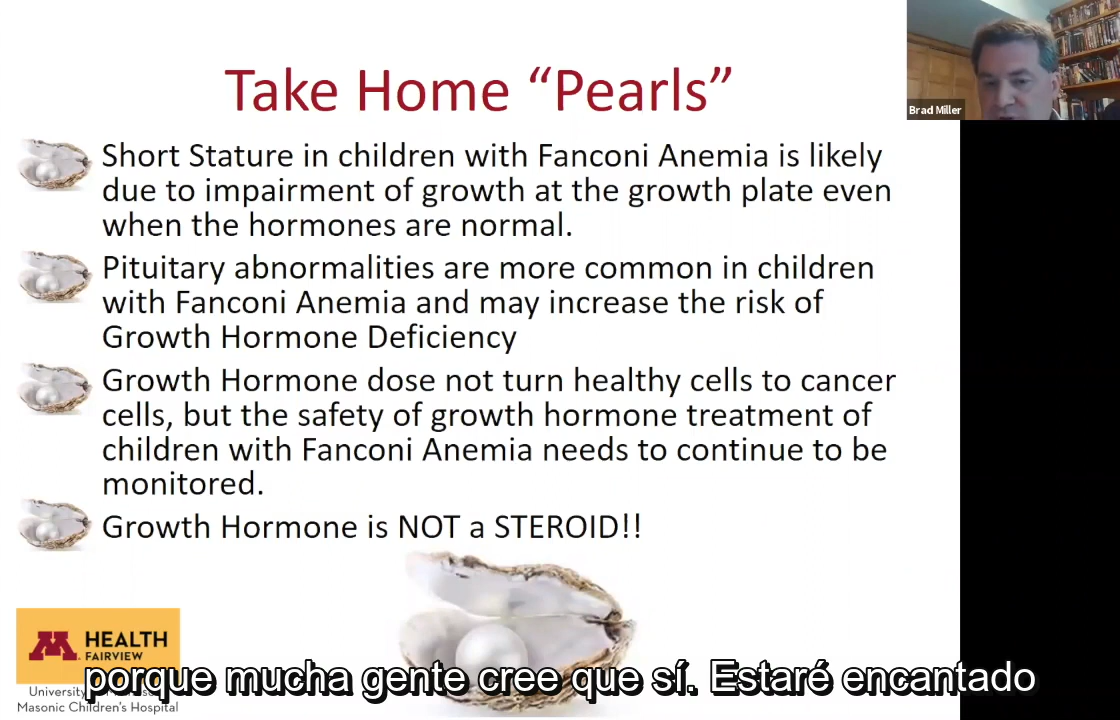 Brad Miller
Take Home “Pearls”
Short Stature in children with Fanconi Anemia is likely
due to impairment of growth at the growth plate even
when the hormones are normal.
Pituitary abnormalities are more common in children
with Fanconi Anemia and may increase the risk of
Growth Hormone Deficiency
Growth Hormone dose not turn healthy cells to cancer
cells, but the safety of growth hormone treatment of
children with Fanconi Anemia needs to continue to be
monitored.
Growth Hormone is NOT a STEROID!!
M HEALTH
FAIRVIEW
Masonic Children's Hospital
porque mucha gente cree que sí. Estaré encantado